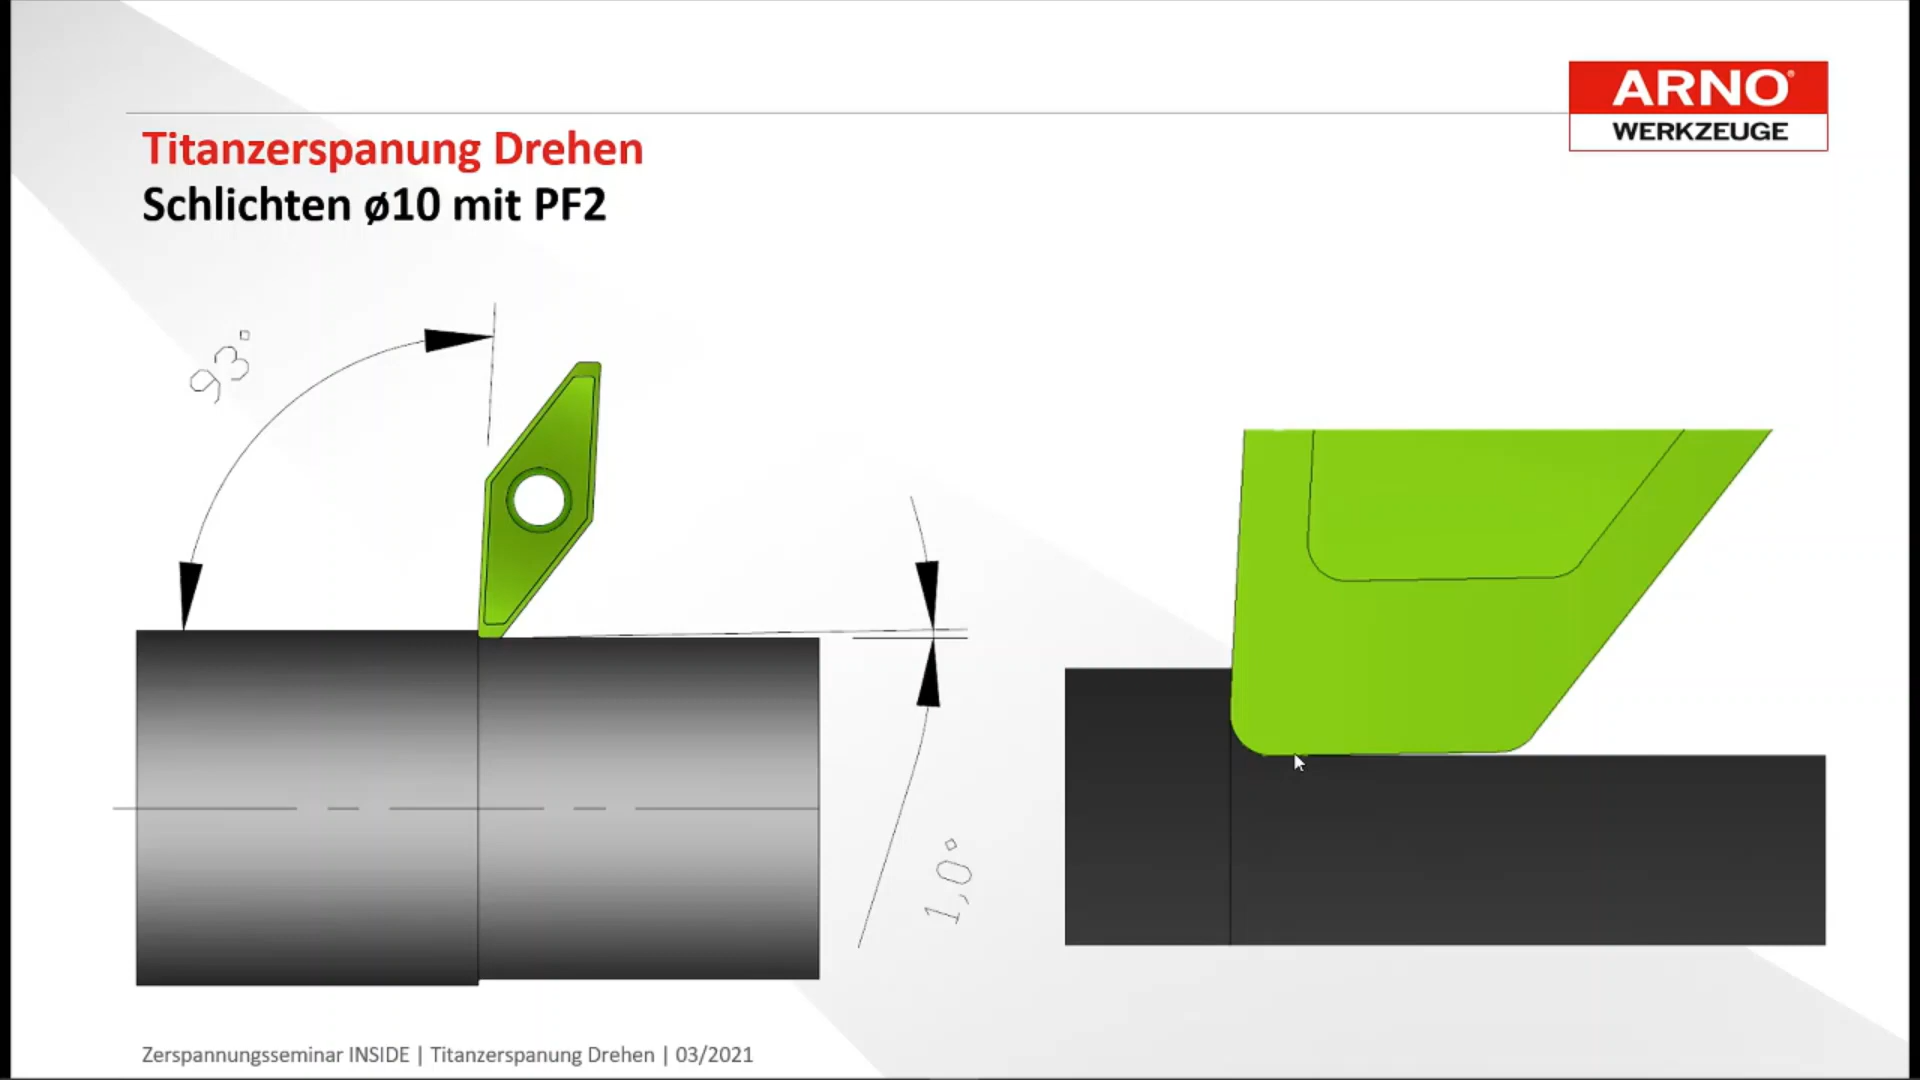 ARNO®
WERKZEUGE
Titanzerspanung Drehen
Schlichten ø10 mit PF2
93°
1,0°
Zerspannungsseminar INSIDE | Titanzerspanung Drehen | 03/2021